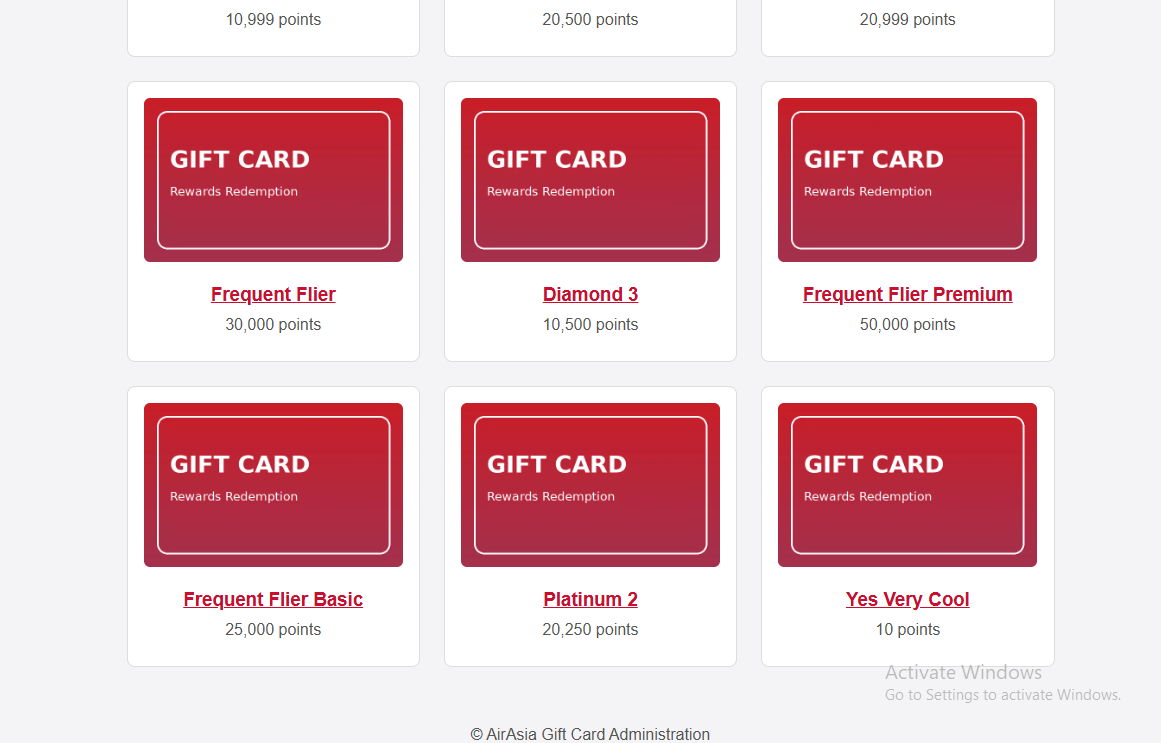 10,999 points
20,500 points
20,999 points
GIFT CARD
Rewards Redemption
Frequent Flier
30,000 points
GIFT CARD
Rewards Redemption
Diamond 3
10,500 points
GIFT CARD
Rewards Redemption
Frequent Flier Premium
50,000 points
GIFT CARD
Rewards Redemption
Frequent Flier Basic
25,000 points
GIFT CARD
Rewards Redemption
Platinum 2
20,250 points
GIFT CARD
Rewards Redemption
Yes Very Cool
10 points
Activate Windows
Go to Settings to activate Windows.
© AirAsia Gift Card Administration